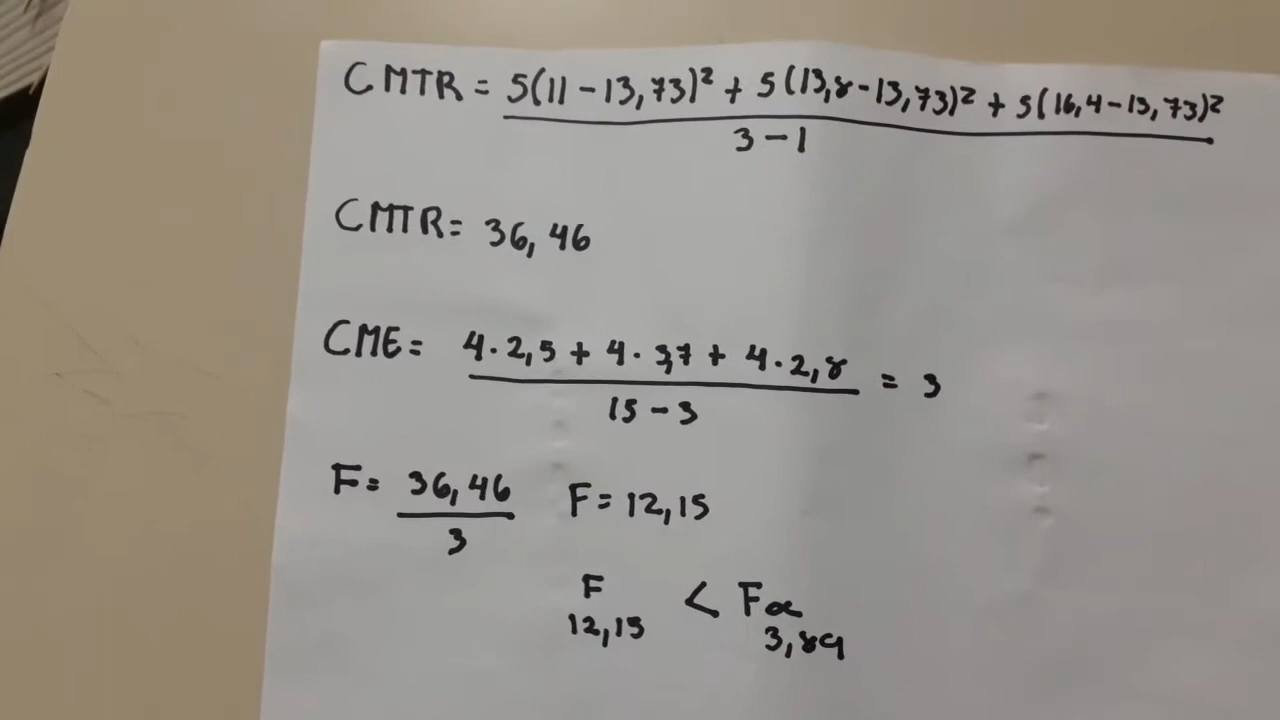 CMTR = 5(11 - 13,73)² + 5(13,8 - 13,73)² + 5(16,4 - 13,73)²
3 - 1
CMTR = 36,46
CME = 4 · 2,5 + 4 · 3,7 + 4 · 2,8 = 3
15 - 3
F = 36,46 F = 12,15
3
F < Fα
12,15 3,89